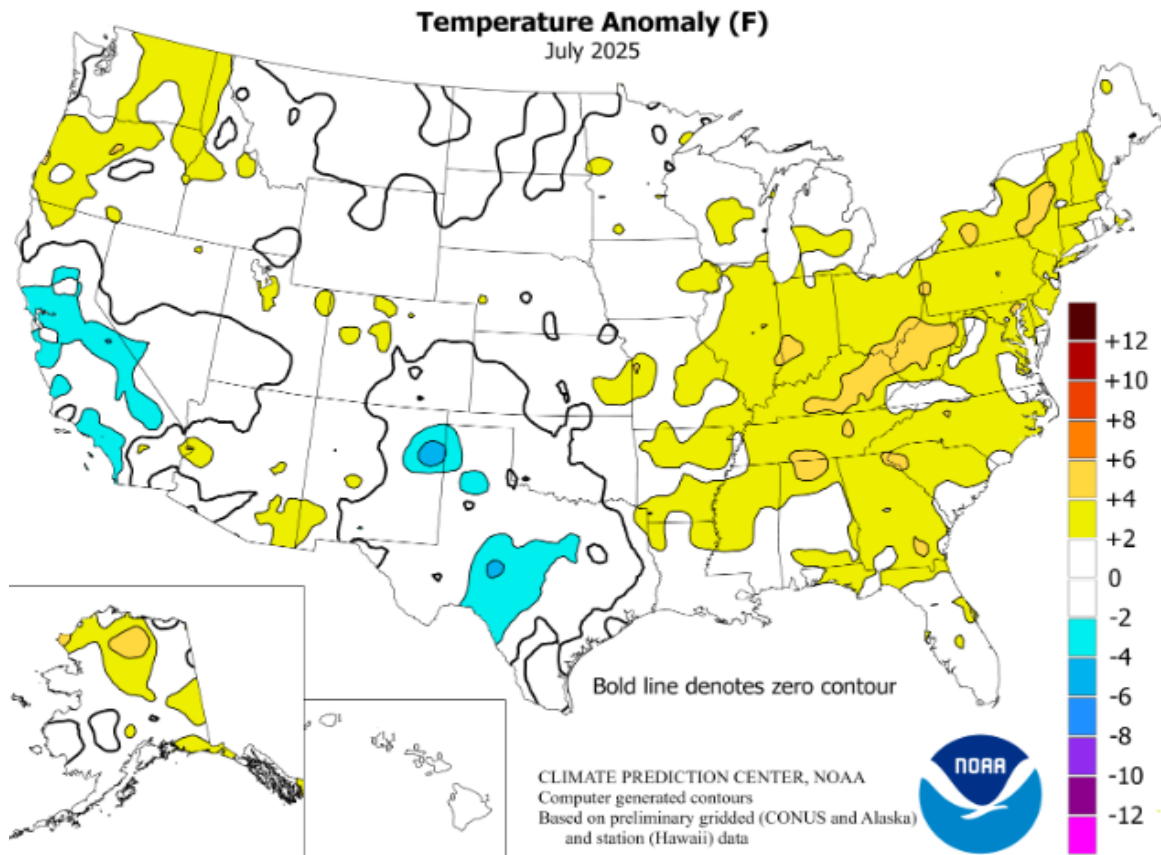 Temperature Anomaly (F)
July 2025
+12
+10
+8
+6
+4
+2
0
-2
-4
-6
-8
-10
-12
Bold line denotes zero contour
CLIMATE PREDICTION CENTER, NOAA
Computer generated contours
Based on preliminary gridded (CONUS and Alaska)
and station (Hawaii) data
NOAA